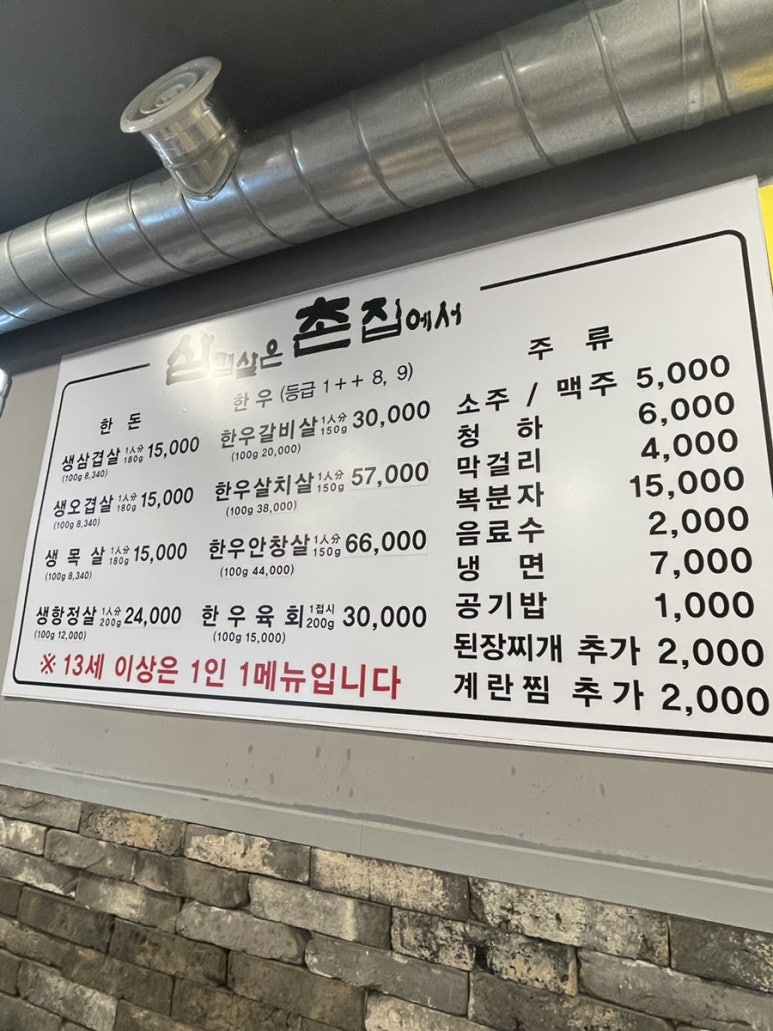 삼겹살은 촌집에서
한 돈
생삼겹살 1人分 180g 15,000
(100g 8,340)
생오겹살 1人分 180g 15,000
(100g 8,340)
생 목 살 1人分 180g 15,000
(100g 8,340)
생항정살 1人分 200g 24,000
(100g 12,000)
한우 (등급 1++ 8, 9)
한우갈비살 1人分 150g 30,000
(100g 20,000)
한우살치살 1人分 150g 57,000
(100g 38,000)
한우안창살 1人分 150g 66,000
(100g 44,000)
한우육회 1접시 200g 30,000
(100g 15,000)
※ 13세 이상은 1인 1메뉴입니다
주 류
소주 / 맥주 5,000
청 하 6,000
막걸리 4,000
복분자 15,000
음료수 2,000
냉 면 7,000
공기밥 1,000
된장찌개 추가 2,000
계란찜 추가 2,000